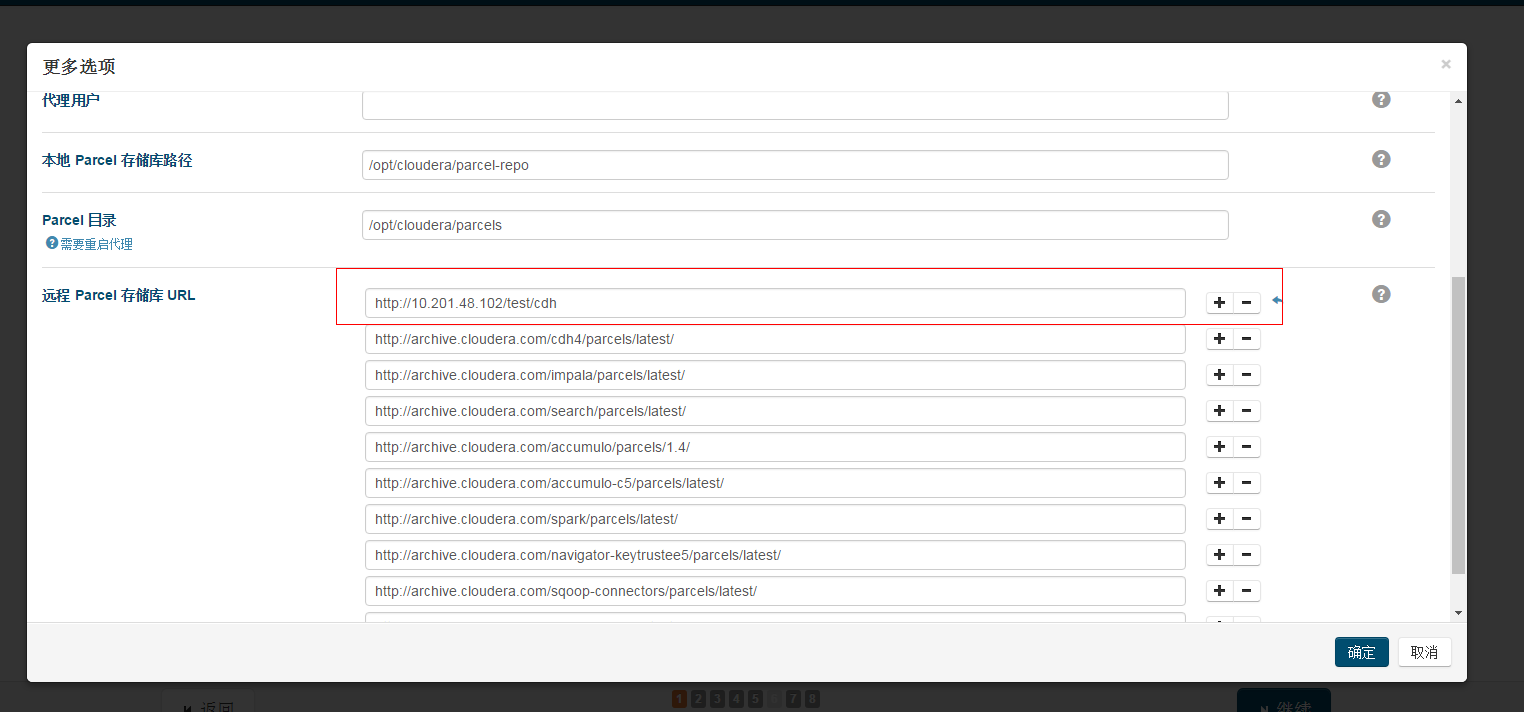 更多选项
×
代理用户
?
本地 Parcel 存储库路径
/opt/cloudera/parcel-repo
?
Parcel 目录
/opt/cloudera/parcels
?
?需要重启代理
远程 Parcel 存储库 URL
?
http://10.201.48.102/test/cdh
http://archive.cloudera.com/cdh4/parcels/latest/
http://archive.cloudera.com/impala/parcels/latest/
http://archive.cloudera.com/search/parcels/latest/
http://archive.cloudera.com/accumulo/parcels/1.4/
http://archive.cloudera.com/accumulo-c5/parcels/latest/
http://archive.cloudera.com/spark/parcels/latest/
http://archive.cloudera.com/navigator-keytrustee5/parcels/latest/
http://archive.cloudera.com/sqoop-connectors/parcels/latest/
确定 取消
返回 1 2 3 4 5 6 7 8 继续